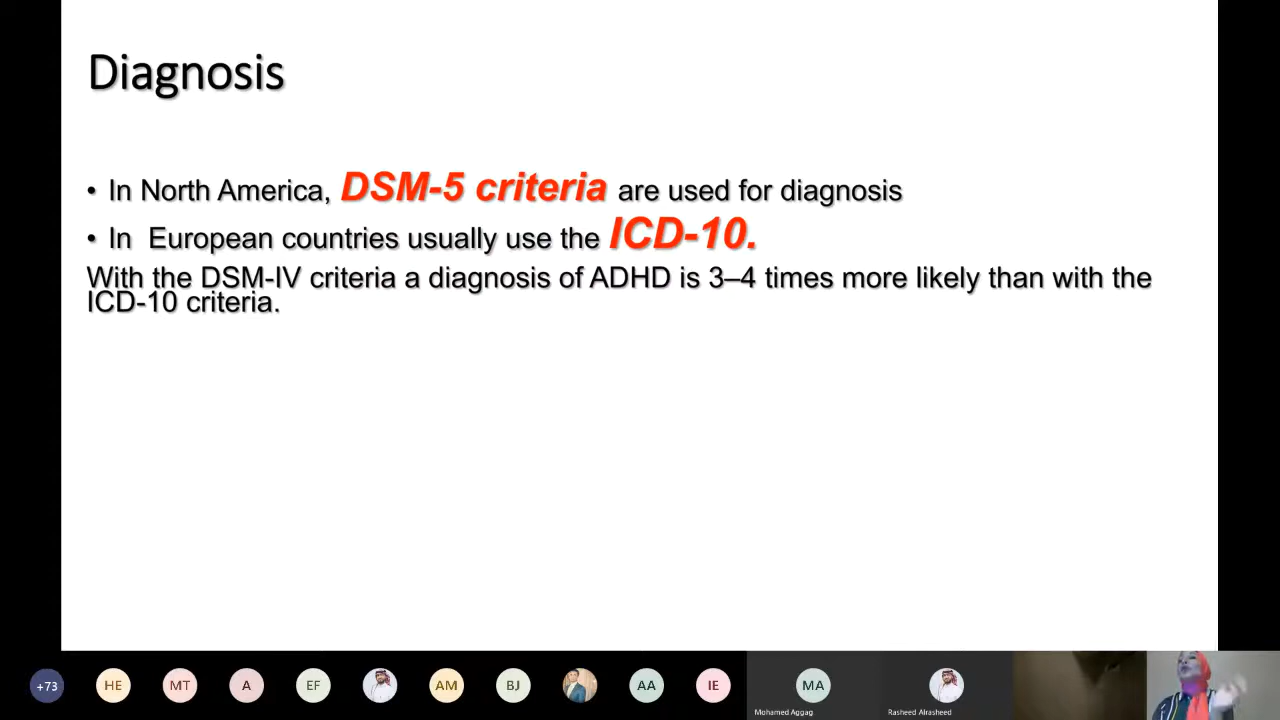 Diagnosis
• In North America, DSM-5 criteria are used for diagnosis
• In European countries usually use the ICD-10.
With the DSM-IV criteria a diagnosis of ADHD is 3–4 times more likely than with the
ICD-10 criteria.
+73 HE MT A EF AM BJ AA IE MA
Mohamed Aggag Rasheed Alrasheed